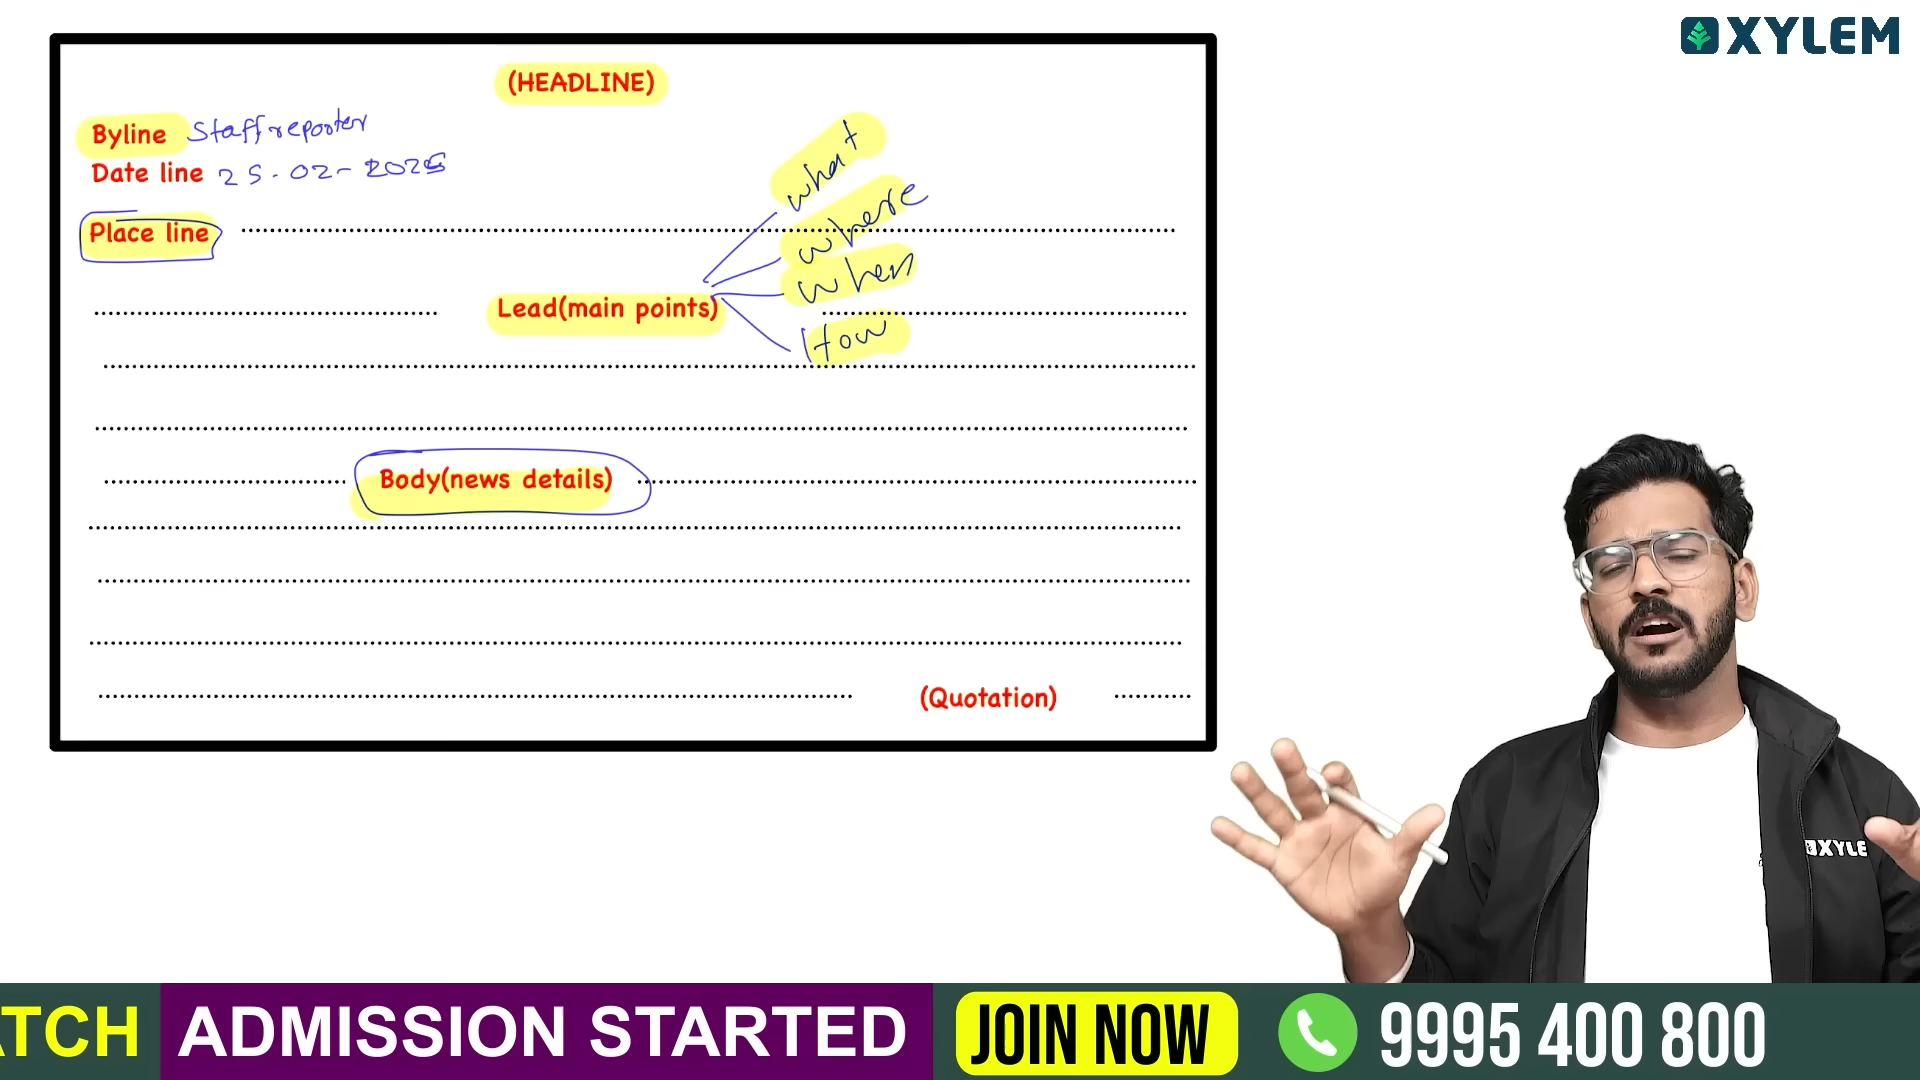 XYLEM
(HEADLINE)
Byline Staff reporter
Date line 25-02-2025
Place line
what
where
when
How
Lead(main points)
Body(news details)
(Quotation)
XYLE
ATCH ADMISSION STARTED JOIN NOW 9995 400 800